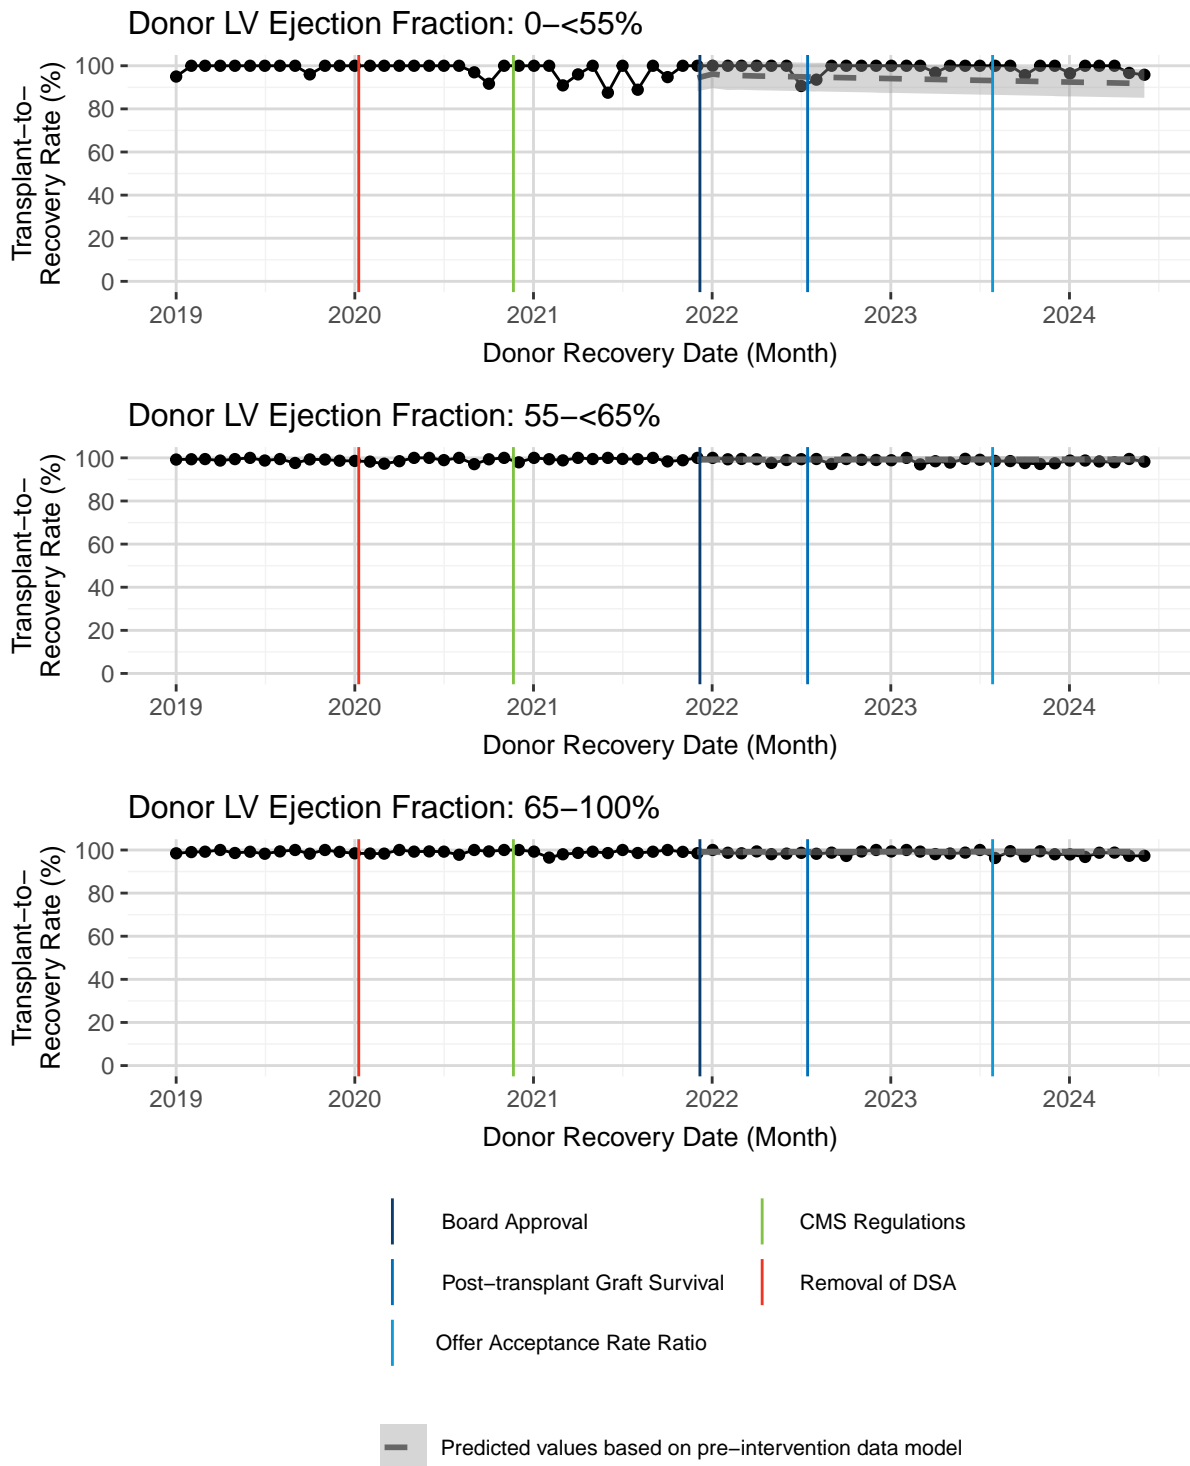 Donor LV Ejection Fraction: 0−<55%
Transplant−to−
Recovery Rate (%)
100
80
60
40
20
0
2019 2020 2021 2022 2023 2024
Donor Recovery Date (Month)
Donor LV Ejection Fraction: 55−<65%
Transplant−to−
Recovery Rate (%)
100
80
60
40
20
0
2019 2020 2021 2022 2023 2024
Donor Recovery Date (Month)
Donor LV Ejection Fraction: 65−100%
Transplant−to−
Recovery Rate (%)
100
80
60
40
20
0
2019 2020 2021 2022 2023 2024
Donor Recovery Date (Month)
Board Approval
CMS Regulations
Post−transplant Graft Survival
Removal of DSA
Offer Acceptance Rate Ratio
Predicted values based on pre−intervention data model